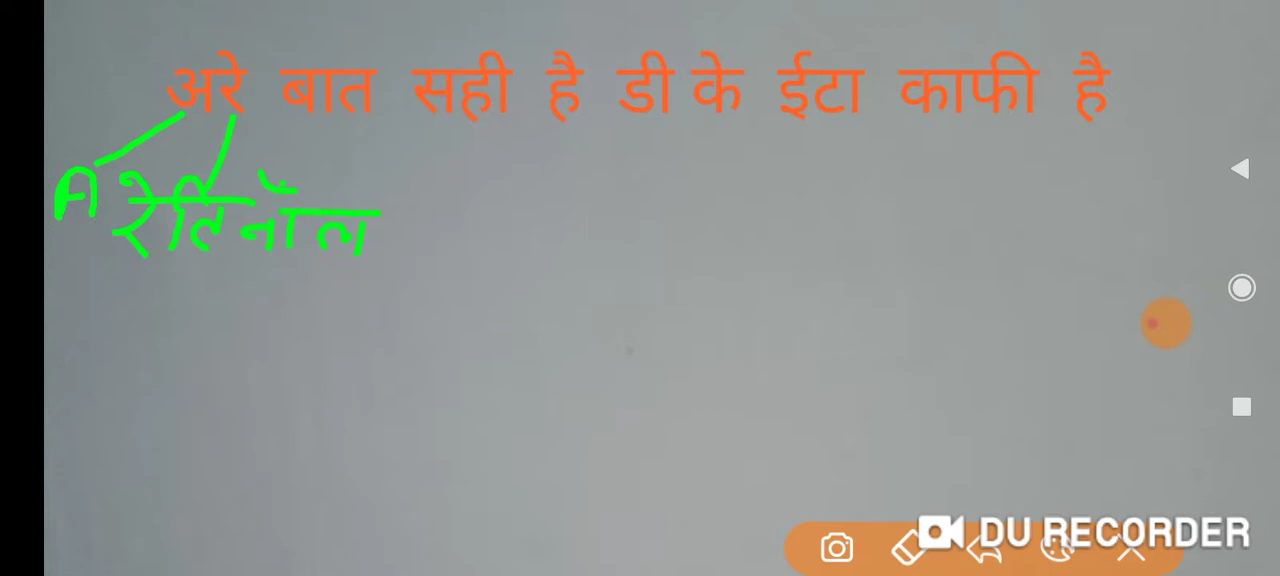 अरे बात सही है डी के ईटा काफी है
A रेर्तिनॉल
DU RECORDER